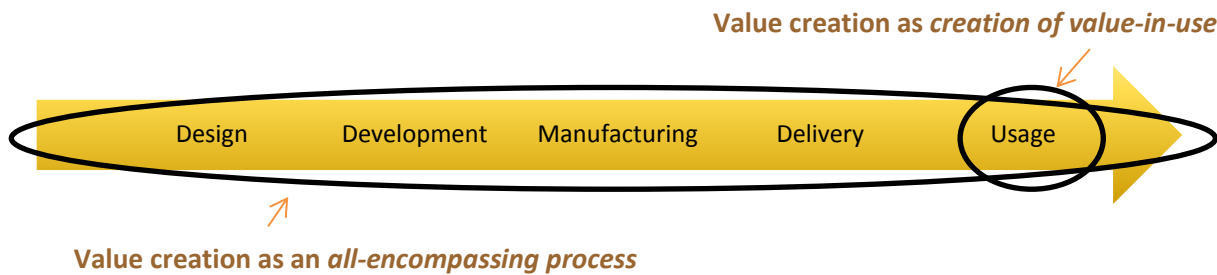 Value creation as creation of value-in-use
Design Development Manufacturing Delivery Usage
Value creation as an all-encompassing process